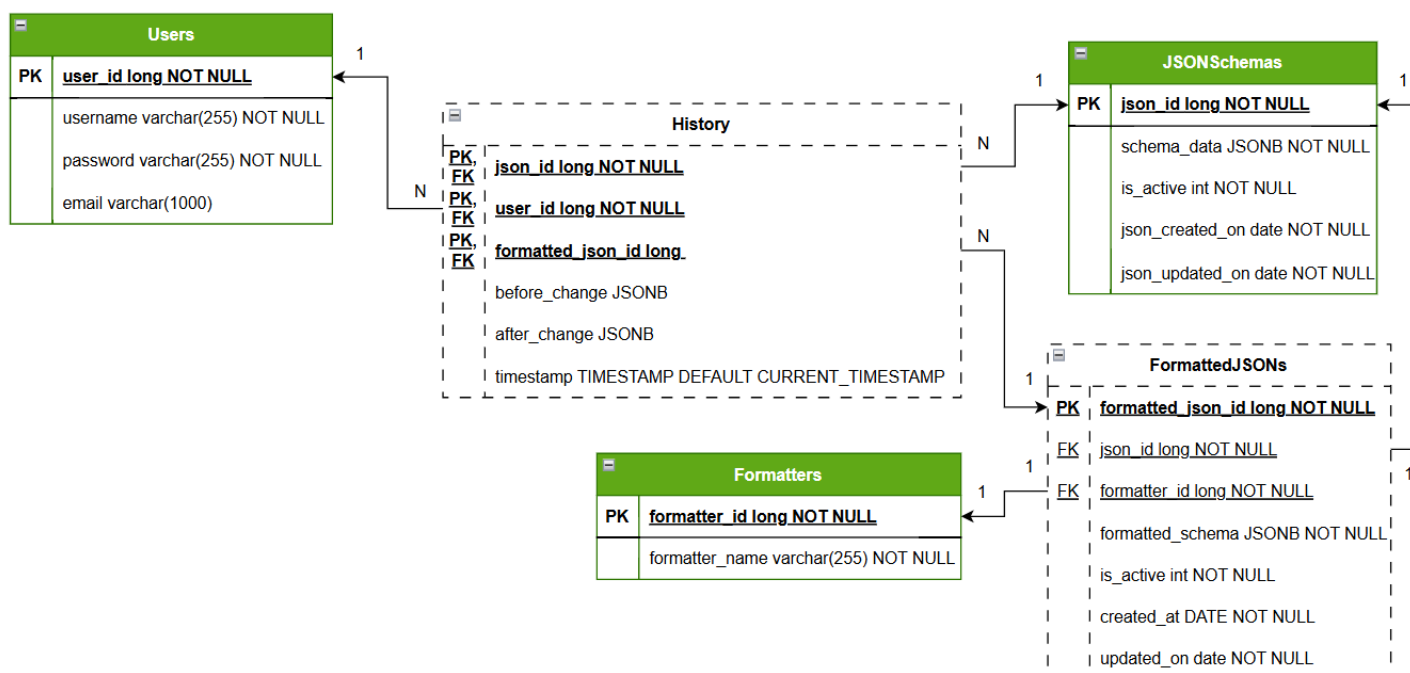 Users
PK user_id long NOT NULL
username varchar(255) NOT NULL
password varchar(255) NOT NULL
email varchar(1000)
1
N
History
PK, FK json_id long NOT NULL
PK, FK user_id long NOT NULL
PK, FK formatted_json_id long
before_change JSONB
after_change JSONB
timestamp TIMESTAMP DEFAULT CURRENT_TIMESTAMP
N
1
N
1
JSONSchemas
PK json_id long NOT NULL
schema_data JSONB NOT NULL
is_active int NOT NULL
json_created_on date NOT NULL
json_updated_on date NOT NULL
1
FormattedJSONs
PK formatted_json_id long NOT NULL
FK json_id long NOT NULL
FK formatter_id long NOT NULL
formatted_schema JSONB NOT NULL
is_active int NOT NULL
created_at DATE NOT NULL
updated_on date NOT NULL
1
1
1
Formatters
PK formatter_id long NOT NULL
formatter_name varchar(255) NOT NULL